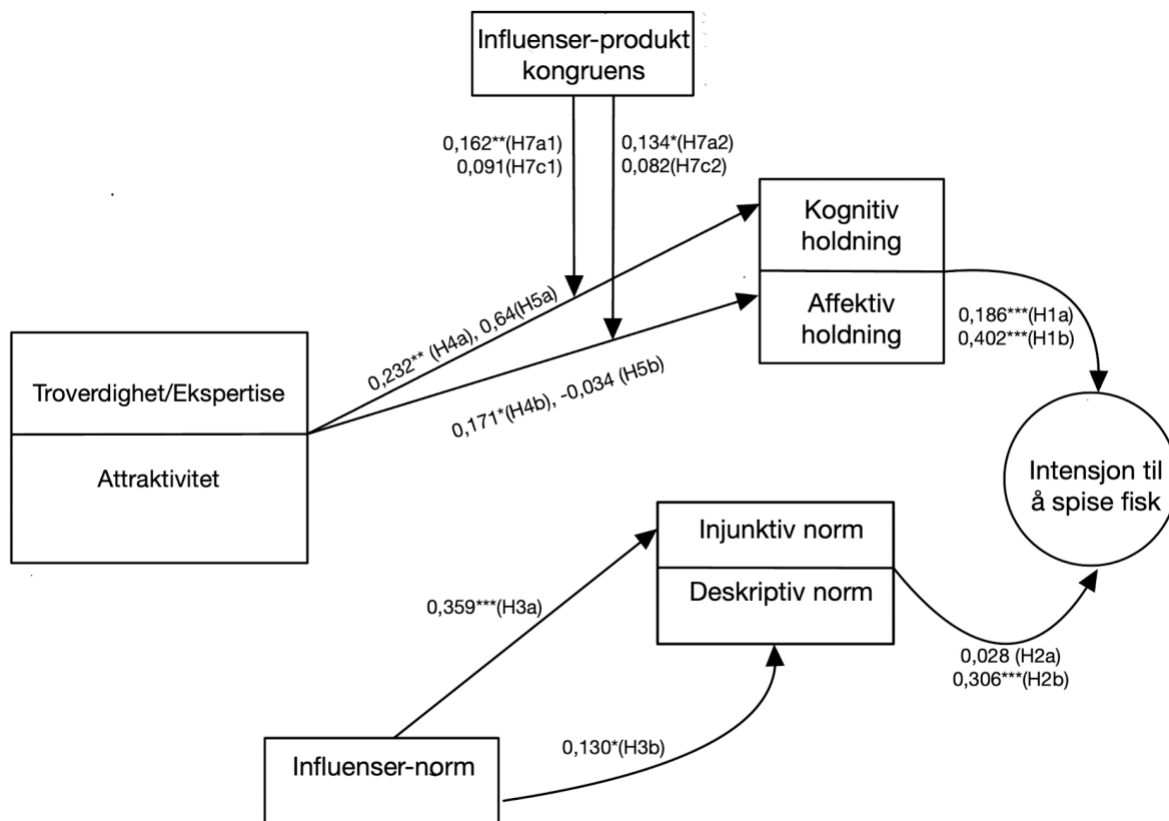 Influenser-produkt
kongruens
0,162**(H7a1)
0,091(H7c1)
0,134*(H7a2)
0,082(H7c2)
Kognitiv
holdning
Affektiv
holdning
0,186***(H1a)
0,402***(H1b)
0,232** (H4a), 0,64(H5a)
0,171*(H4b), -0,034 (H5b)
Troverdighet/Ekspertise
Attraktivitet
Intensjon til
å spise fisk
Injunktiv norm
Deskriptiv norm
0,359***(H3a)
0,028 (H2a)
0,306***(H2b)
0,130*(H3b)
Influenser-norm